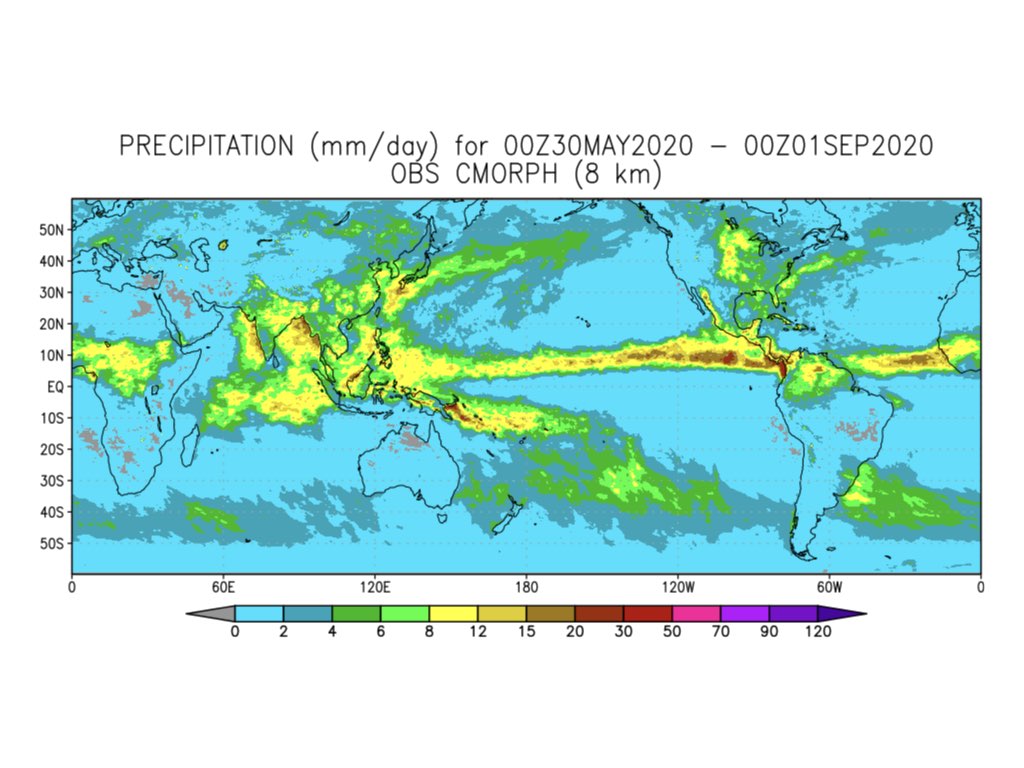 PRECIPITATION (mm/day) for 00Z30MAY2020 – 00Z01SEP2020
OBS CMORPH (8 km)
50N
40N
30N
20N
10N
EQ
10S
20S
30S
40S
50S
0 60E 120E 180 120W 60W 0
0 2 4 6 8 12 15 20 30 50 70 90 120